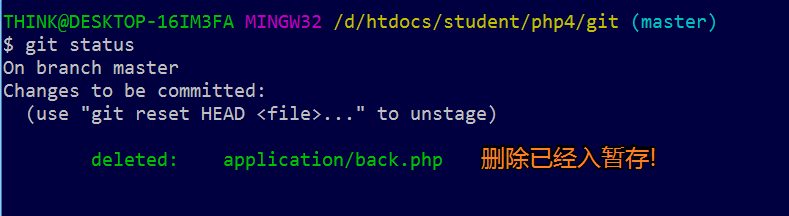 THINK@DESKTOP-16IM3FA MINGW32 /d/htdocs/student/php4/git (master)
$ git status
On branch master
Changes to be committed:
  (use "git reset HEAD <file>..." to unstage)
        deleted:    application/back.php 删除已经入暂存!